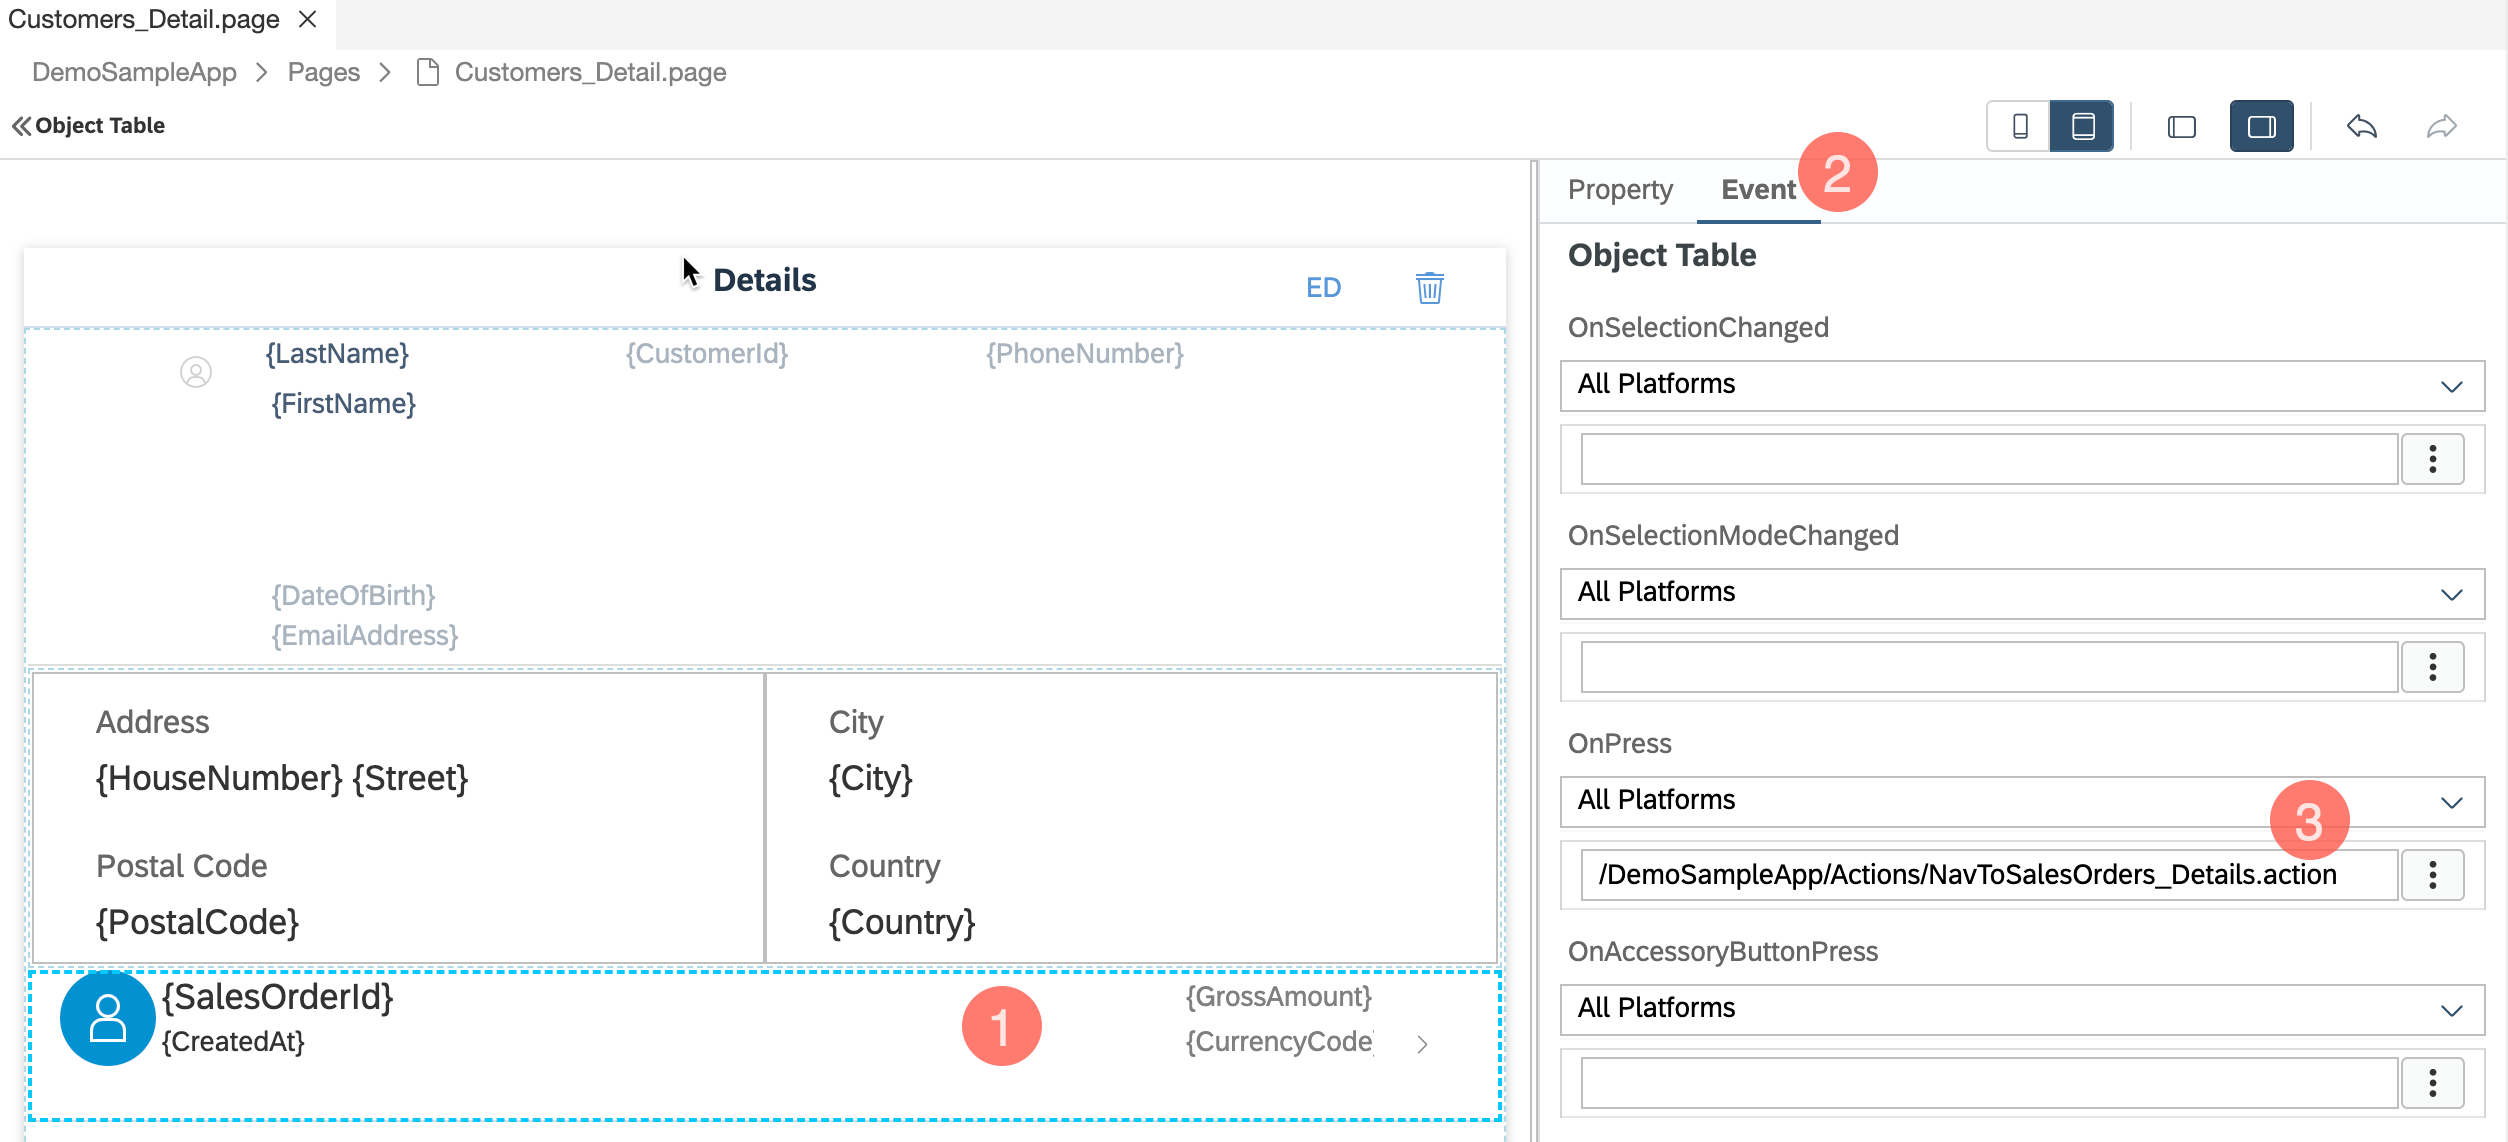 Customers_Detail.page
DemoSampleApp > Pages > Customers_Detail.page
Object Table
Property Event 2
Object Table
Details
ED
OnSelectionChanged
All Platforms
{LastName} {CustomerId} {PhoneNumber}
{FirstName}
OnSelectionModeChanged
All Platforms
{DateOfBirth}
{EmailAddress}
Address
{HouseNumber} {Street}
City
{City}
OnPress
All Platforms
3
/DemoSampleApp/Actions/NavToSalesOrders_Details.action
Postal Code
{PostalCode}
Country
{Country}
OnAccessoryButtonPress
All Platforms
{SalesOrderId}
{CreatedAt}
1
{GrossAmount}
{CurrencyCode